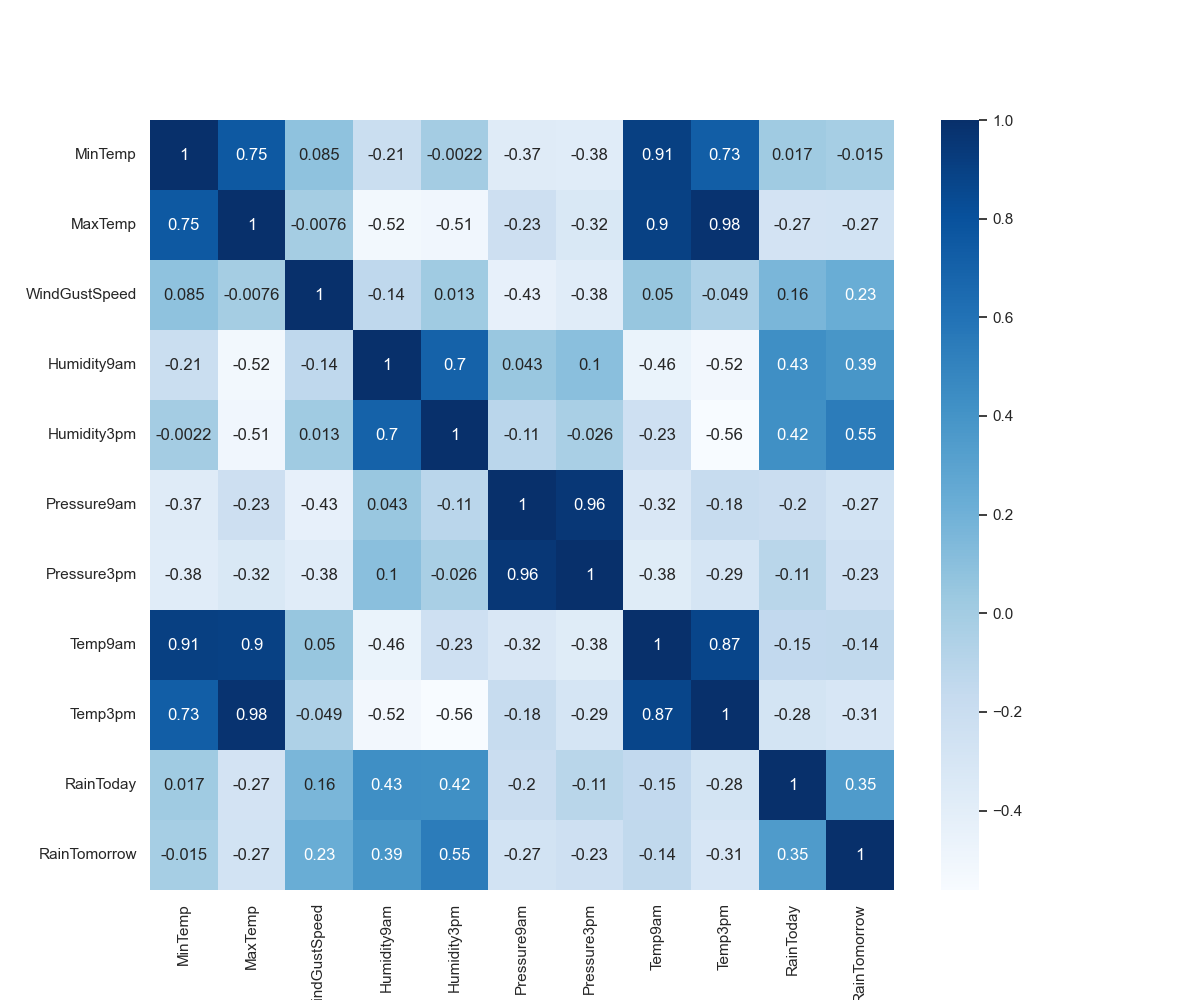 MinTemp 1 0.75 0.085 -0.21 -0.0022 -0.37 -0.38 0.91 0.73 0.017 -0.015
MaxTemp 0.75 1 -0.0076 -0.52 -0.51 -0.23 -0.32 0.9 0.98 -0.27 -0.27
WindGustSpeed 0.085 -0.0076 1 -0.14 0.013 -0.43 -0.38 0.05 -0.049 0.16 0.23
Humidity9am -0.21 -0.52 -0.14 1 0.7 0.043 0.1 -0.46 -0.52 0.43 0.39
Humidity3pm -0.0022 -0.51 0.013 0.7 1 -0.11 -0.026 -0.23 -0.56 0.42 0.55
Pressure9am -0.37 -0.23 -0.43 0.043 -0.11 1 0.96 -0.32 -0.18 -0.2 -0.27
Pressure3pm -0.38 -0.32 -0.38 0.1 -0.026 0.96 1 -0.38 -0.29 -0.11 -0.23
Temp9am 0.91 0.9 0.05 -0.46 -0.23 -0.32 -0.38 1 0.87 -0.15 -0.14
Temp3pm 0.73 0.98 -0.049 -0.52 -0.56 -0.18 -0.29 0.87 1 -0.28 -0.31
RainToday 0.017 -0.27 0.16 0.43 0.42 -0.2 -0.11 -0.15 -0.28 1 0.35
RainTomorrow -0.015 -0.27 0.23 0.39 0.55 -0.27 -0.23 -0.14 -0.31 0.35 1
MinTemp MaxTemp indGustSpeed Humidity9am Humidity3pm Pressure9am Pressure3pm Temp9am Temp3pm RainToday RainTomorrow
1.0
0.8
0.6
0.4
0.2
0.0
−0.2
−0.4